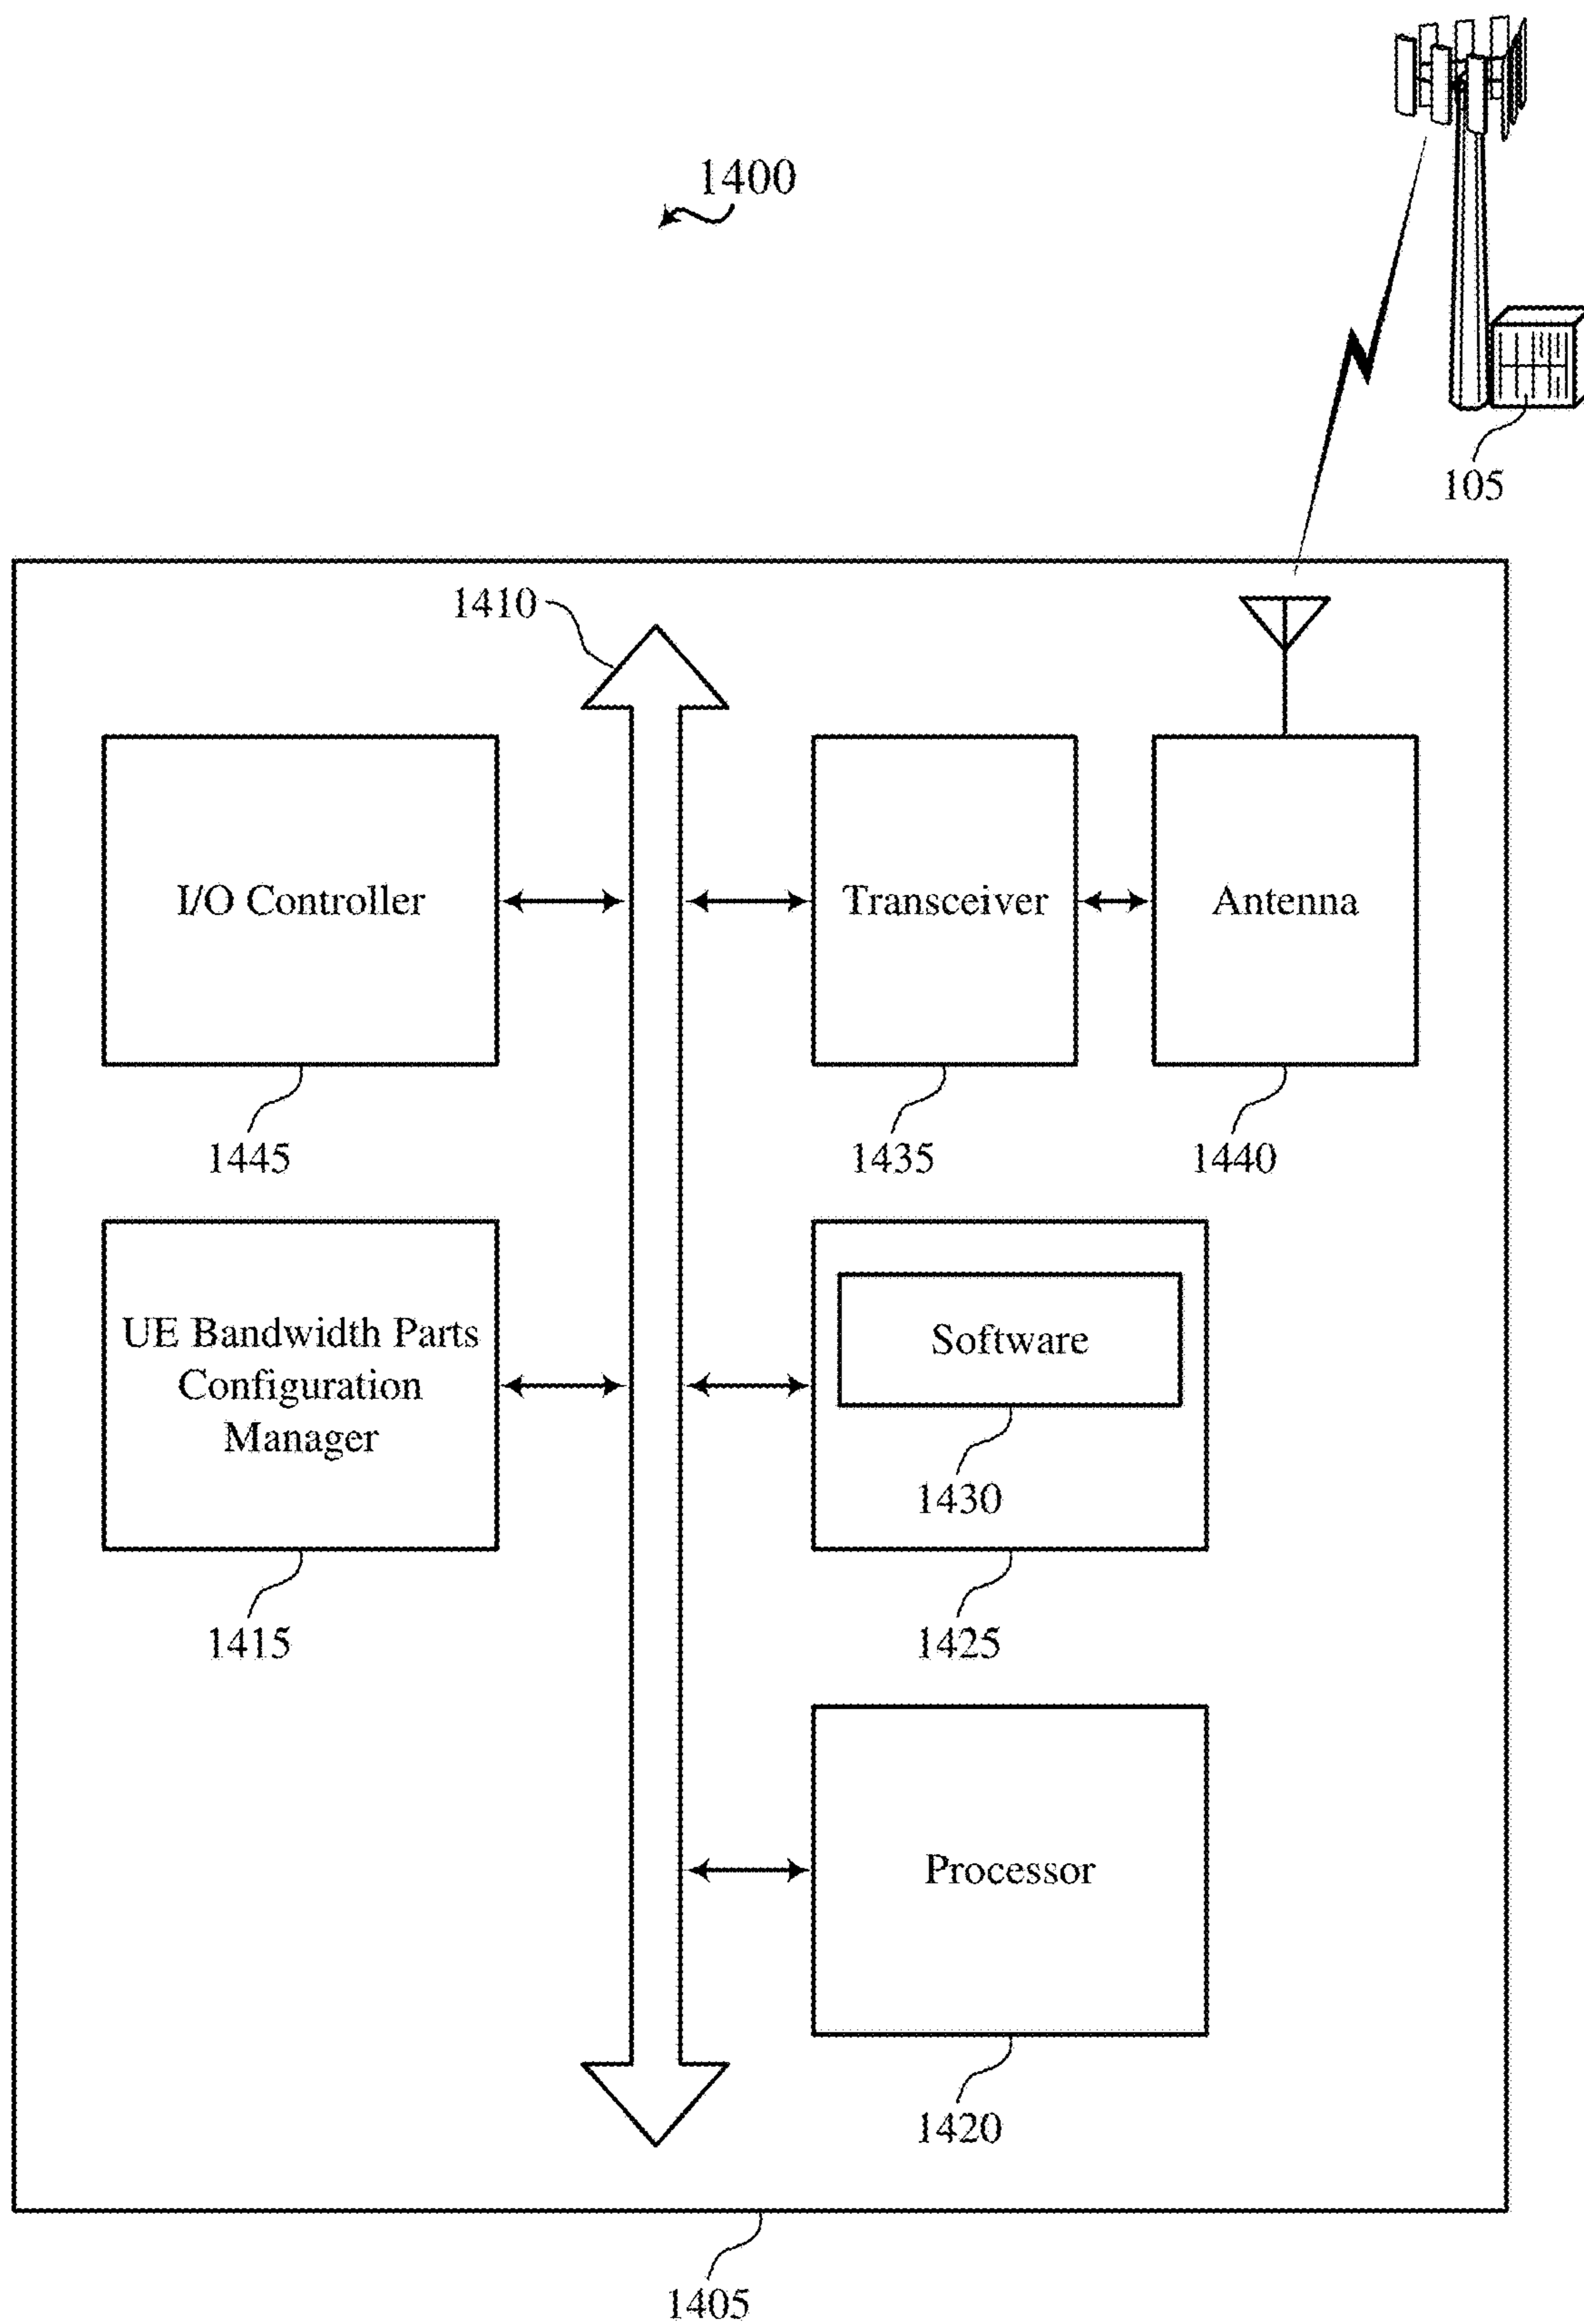 1400
105
1410
I/O Controller
Transceiver
Antenna
1445
1435
1440
UE Bandwidth Parts
Configuration
Manager
Software
1430
1415
1425
Processor
1420
1405